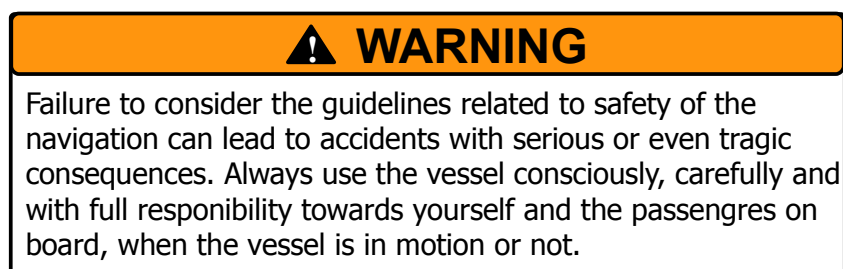 WARNING
Failure to consider the guidelines related to safety of the
navigation can lead to accidents with serious or even tragic
consequences. Always use the vessel consciously, carefully and
with full responibility towards yourself and the passengres on
board, when the vessel is in motion or not.